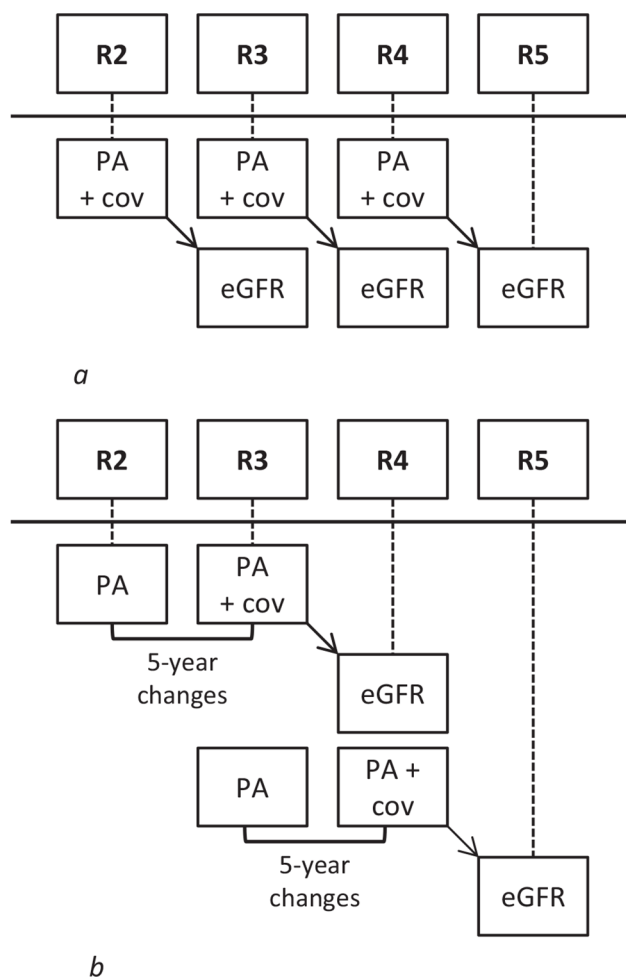 R2 R3 R4 R5
PA PA PA
+ cov + cov + cov
eGFR eGFR eGFR
a
R2 R3 R4 R5
PA
PA
+ cov
5-year
changes
eGFR
PA
PA +
cov
5-year
changes
eGFR
b